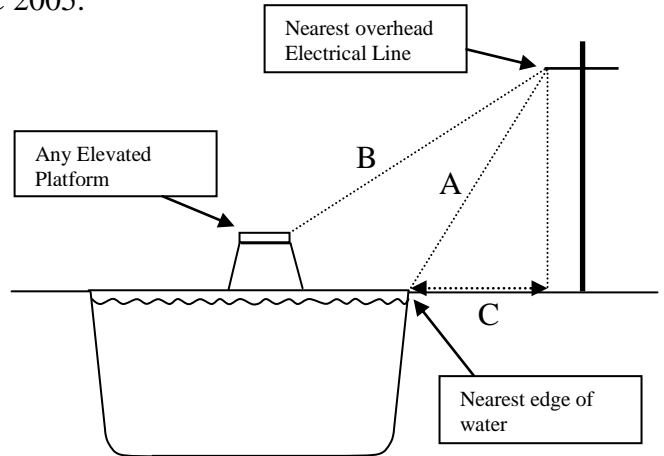 2005.
Nearest overhead
Electrical Line
Any Elevated
Platform
B
A
C
Nearest edge of
water